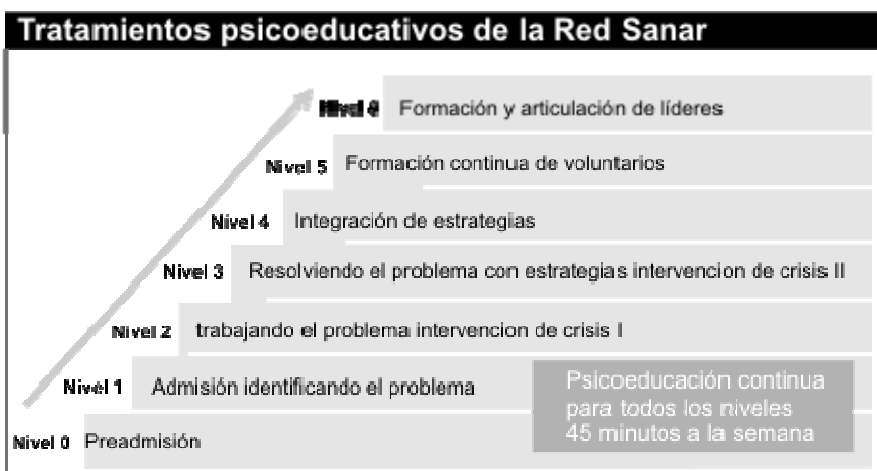 Tratamientos psicoeducativos de la Red Sanar
Nivel 6 Formación y articulación de líderes
Nivel 5 Formación continua de voluntarios
Nivel 4 Integración de estrategias
Nivel 3 Resolviendo el problema con estrategias intervencion de crisis II
Nivel 2 trabajando el problema intervencion de crisis I
Nivel 1 Admisión identificando el problema
Psicoeducación continua
para todos los niveles
45 minutos a la semana
Nivel 0 Preadmisión